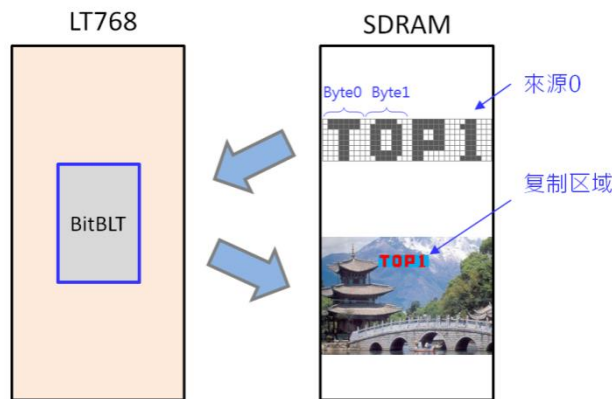 LT768
SDRAM
Byte0
Byte1
來源0
TOP1
BitBLT
复制区域
TOP1